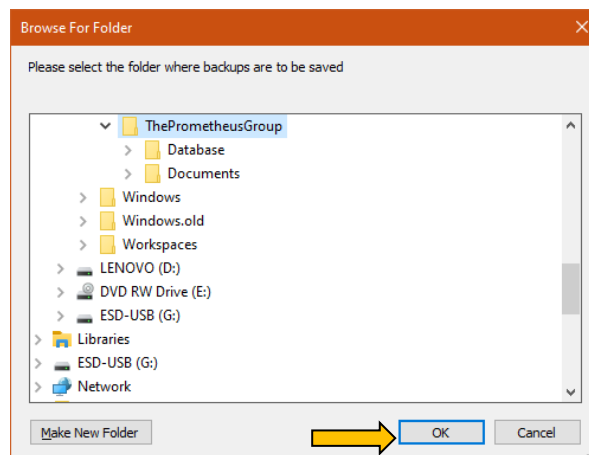 Browse For Folder
Please select the folder where backups are to be saved
ThePrometheusGroup
Database
Documents
Windows
Windows.old
Workspaces
LENOVO (D:)
DVD RW Drive (E:)
ESD-USB (G:)
Libraries
ESD-USB (G:)
Network
Make New Folder OK Cancel